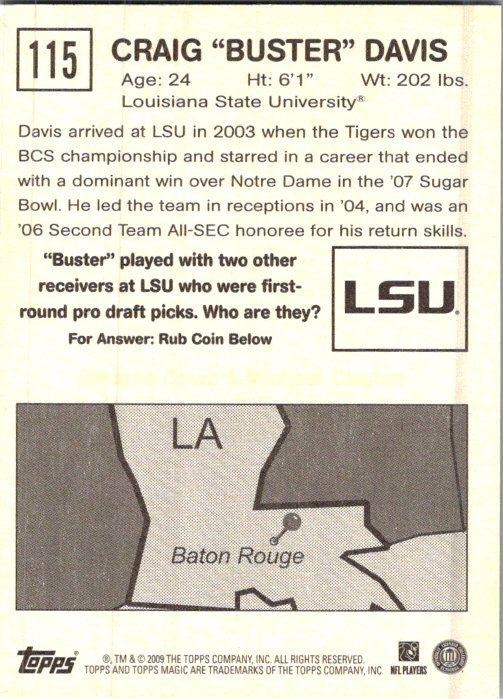 115
CRAIG “BUSTER” DAVIS
Age: 24 Ht: 6'1” Wt: 202 lbs.
Louisiana State University®
Davis arrived at LSU in 2003 when the Tigers won the
BCS championship and starred in a career that ended
with a dominant win over Notre Dame in the '07 Sugar
Bowl. He led the team in receptions in '04, and was an
'06 Second Team All-SEC honoree for his return skills.
“Buster” played with two other
receivers at LSU who were first-
round pro draft picks. Who are they?
For Answer: Rub Coin Below
LSU®
LA
Baton Rouge
Topps®
®, TM & © 2009 THE TOPPS COMPANY, INC. ALL RIGHTS RESERVED.
TOPPS AND TOPPS MAGIC ARE TRADEMARKS OF THE TOPPS COMPANY, INC.
NFL PLAYERS